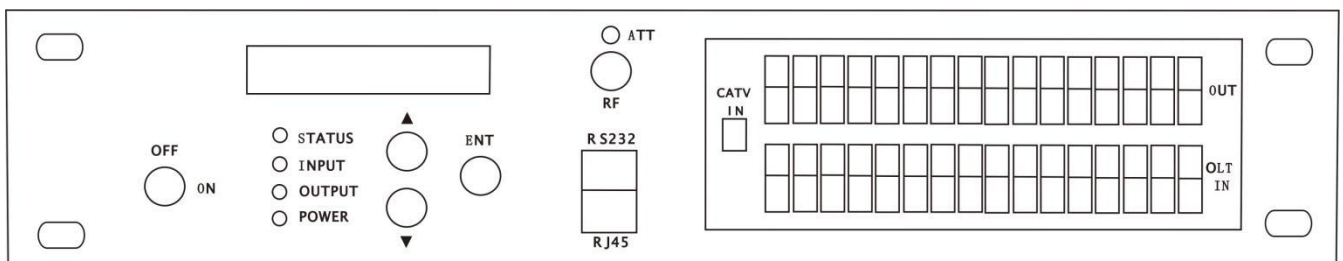 ATT
RF
CATV
IN
OUT
▲
STATUS
ENT
RS232
OFF
INPUT
ON
OUTPUT
POWER
▼
RJ45
OLT
IN